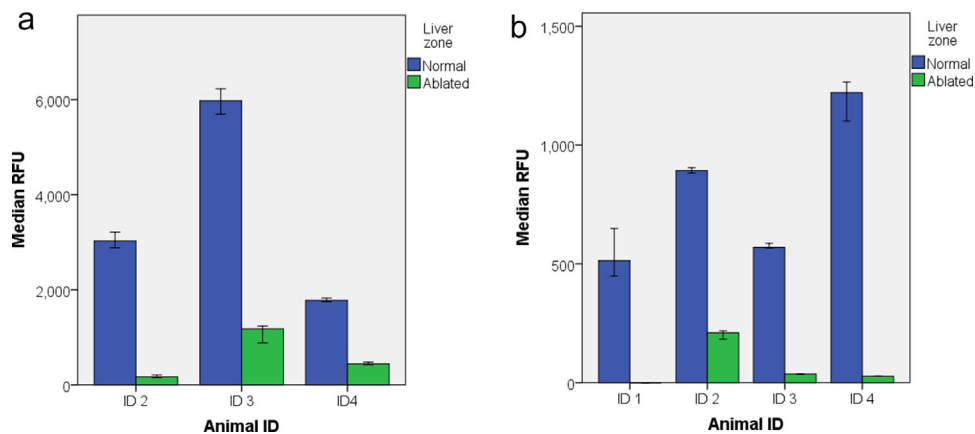 a
Liver
zone
Normal
Ablated
6,000
4,000
2,000
0
Median RFU
ID 2
ID 3
ID4
Animal ID
b
Liver
zone
Normal
Ablated
1,500
1,000
500
0
Median RFU
ID 1
ID 2
ID 3
ID 4
Animal ID